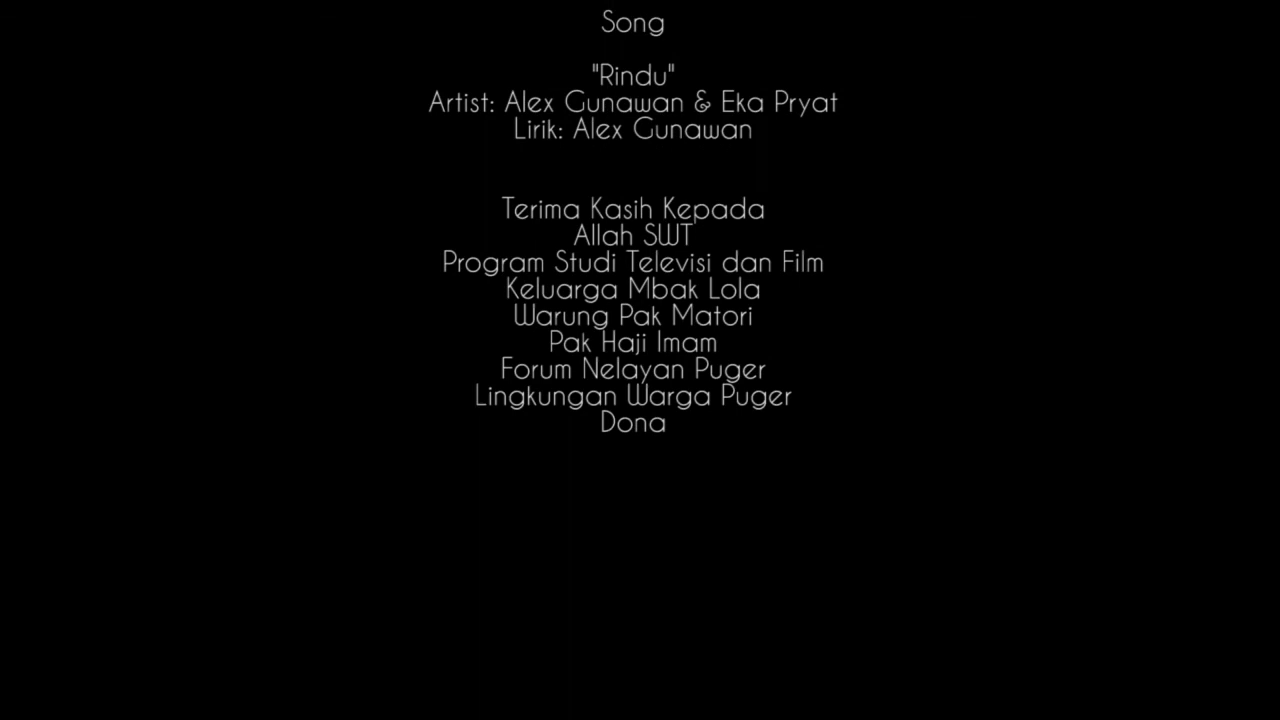 Song
"Rindu"
Artist: Alex Gunawan & Eka Pryat
Lirik: Alex Gunawan
Terima Kasih Kepada
Allah SWT
Program Studi Televisi dan Film
Keluarga Mbak Lola
Warung Pak Matori
Pak Haji Imam
Forum Nelayan Puger
Lingkungan Warga Puger
Dona